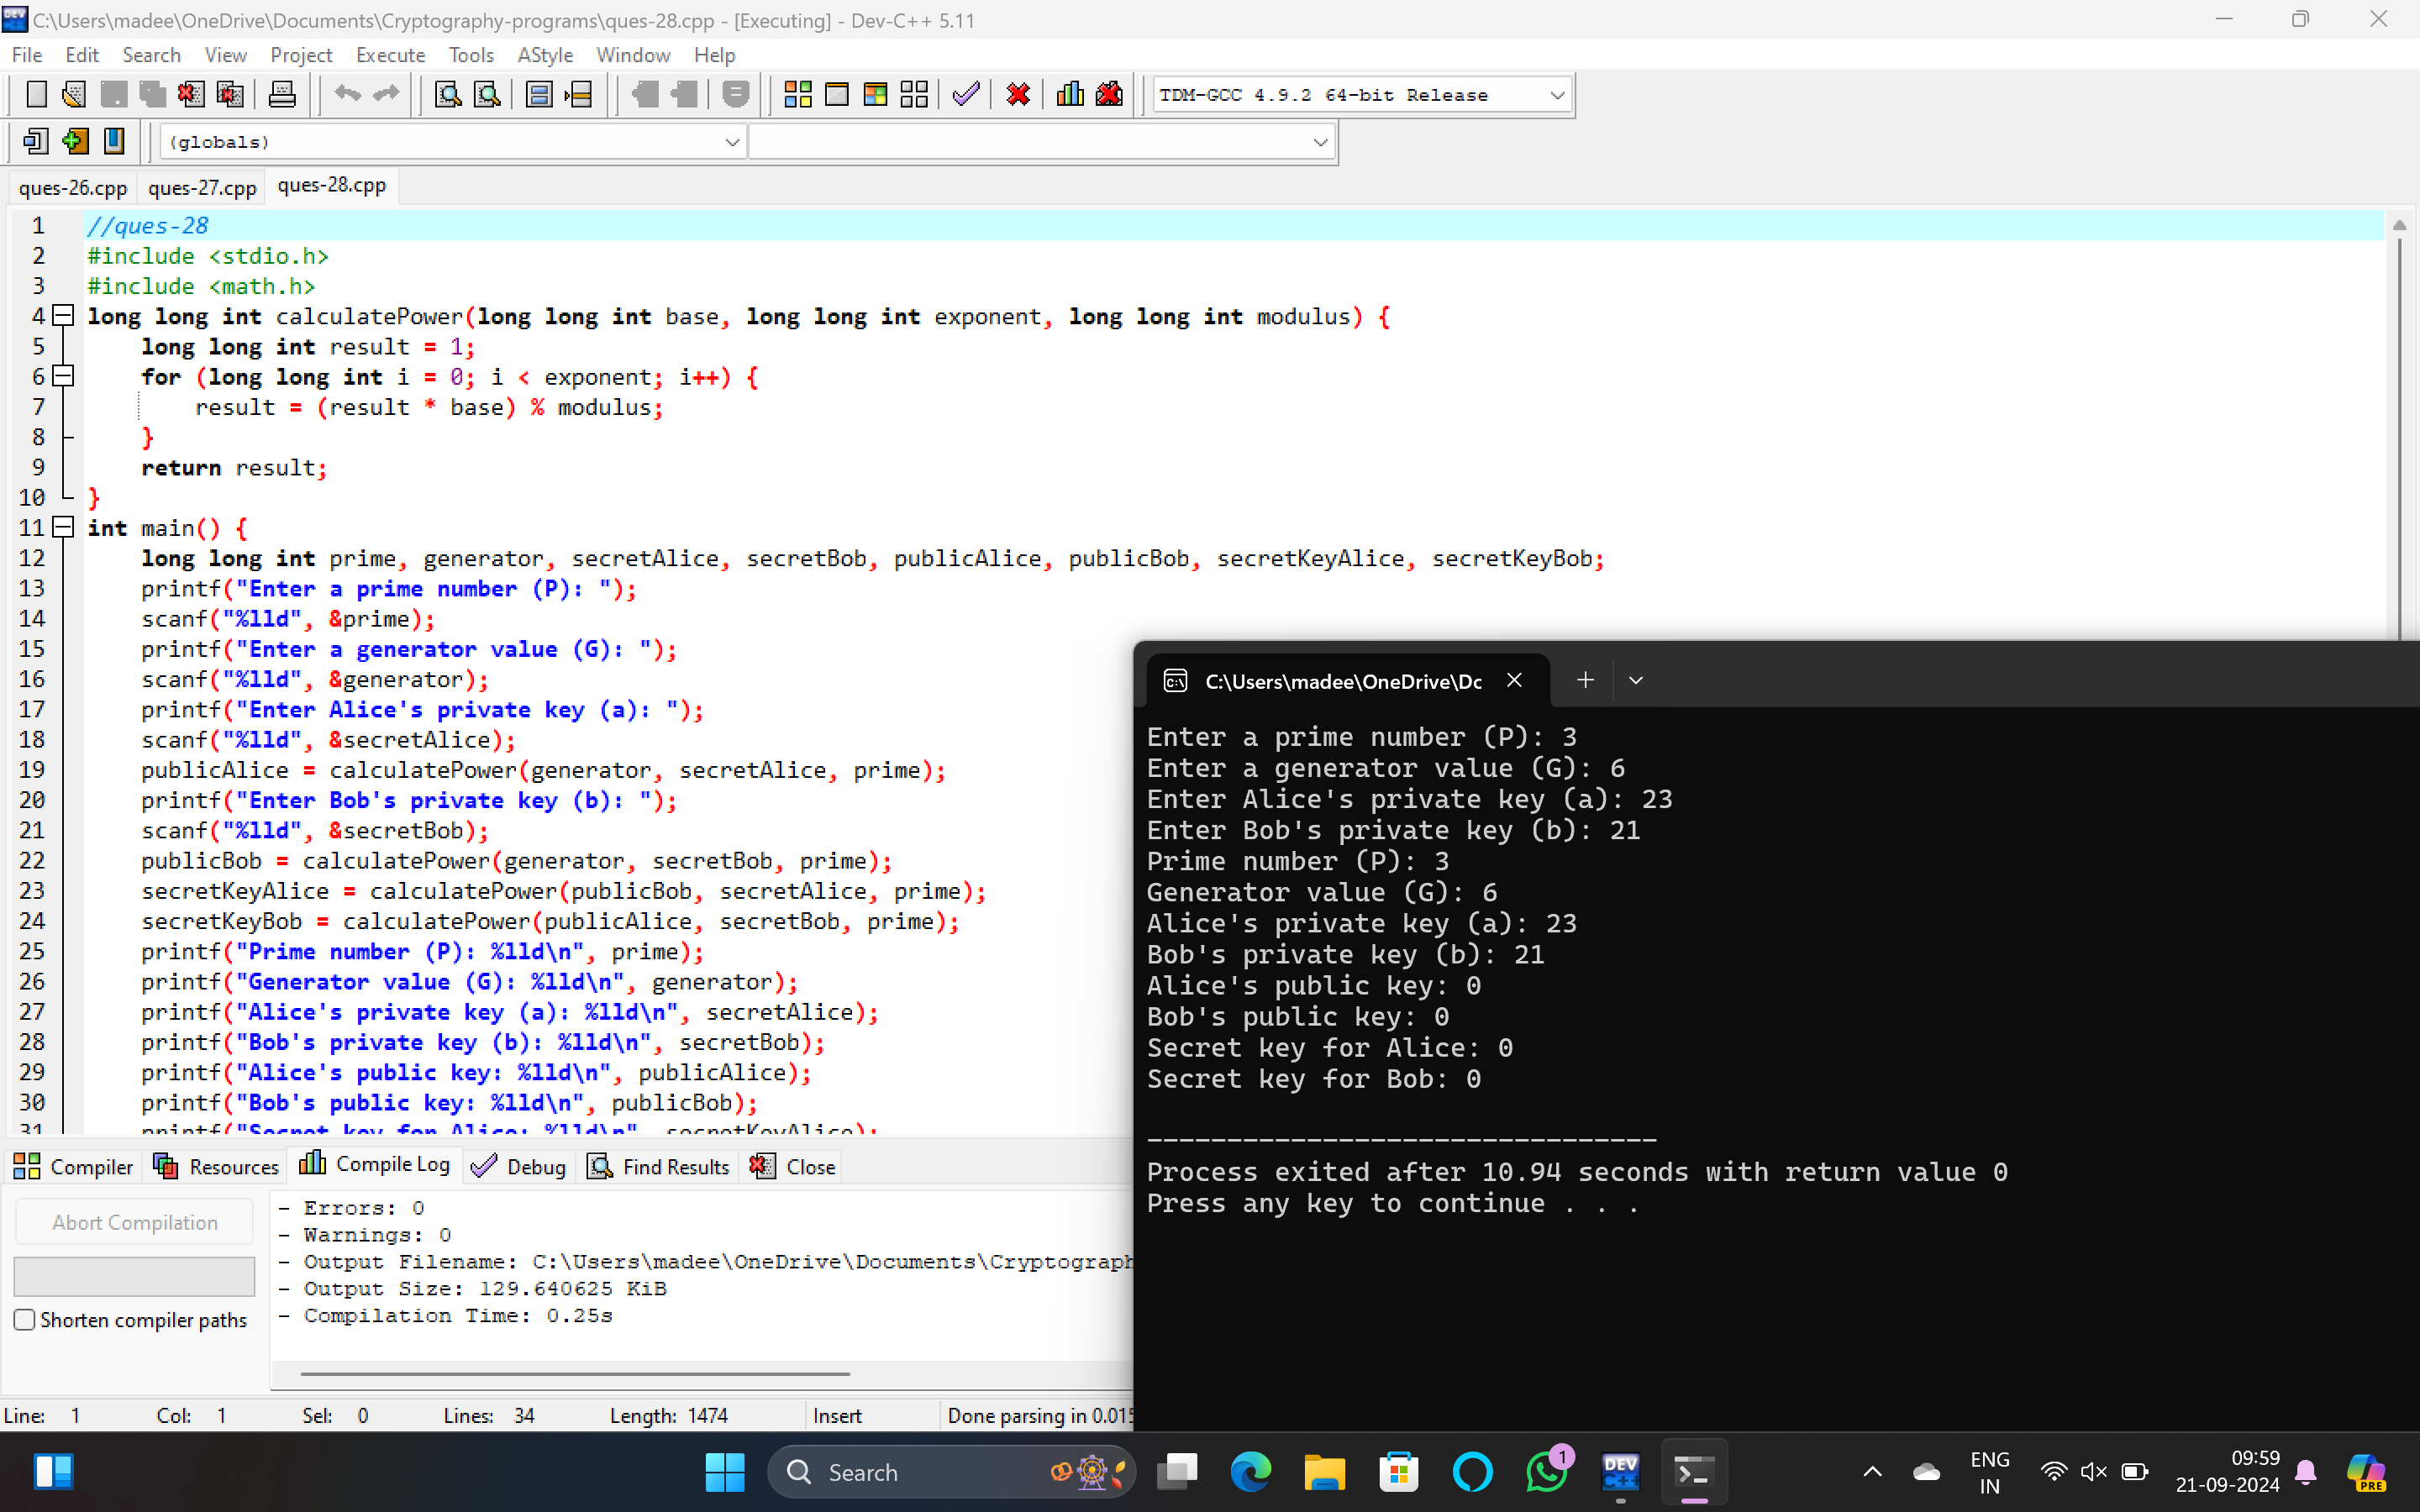 C:\Users\madee\OneDrive\Documents\Cryptography-programs\ques-28.cpp - [Executing] - Dev-C++ 5.11
File Edit Search View Project Execute Tools AStyle Window Help
TDM-GCC 4.9.2 64-bit Release
(globals)
ques-26.cpp ques-27.cpp ques-28.cpp
1 //ques-28
2 #include <stdio.h>
3 #include <math.h>
4 long long int calculatePower(long long int base, long long int exponent, long long int modulus) {
5 long long int result = 1;
6 for (long long int i = 0; i < exponent; i++) {
7 result = (result * base) % modulus;
8 }
9 return result;
10 }
11 int main() {
12 long long int prime, generator, secretAlice, secretBob, publicAlice, publicBob, secretKeyAlice, secretKeyBob;
13 printf("Enter a prime number (P): ");
14 scanf("%lld", &prime);
15 printf("Enter a generator value (G): ");
16 scanf("%lld", &generator);
17 printf("Enter Alice's private key (a): ");
18 scanf("%lld", &secretAlice);
19 publicAlice = calculatePower(generator, secretAlice, prime);
20 printf("Enter Bob's private key (b): ");
21 scanf("%lld", &secretBob);
22 publicBob = calculatePower(generator, secretBob, prime);
23 secretKeyAlice = calculatePower(publicBob, secretAlice, prime);
24 secretKeyBob = calculatePower(publicAlice, secretBob, prime);
25 printf("Prime number (P): %lld\n", prime);
26 printf("Generator value (G): %lld\n", generator);
27 printf("Alice's private key (a): %lld\n", secretAlice);
28 printf("Bob's private key (b): %lld\n", secretBob);
29 printf("Alice's public key: %lld\n", publicAlice);
30 printf("Bob's public key: %lld\n", publicBob);
31 printf("Secret key for Alice: %lld\n", secretKeyAlice);
C:\Users\madee\OneDrive\Dc
Enter a prime number (P): 3
Enter a generator value (G): 6
Enter Alice's private key (a): 23
Enter Bob's private key (b): 21
Prime number (P): 3
Generator value (G): 6
Alice's private key (a): 23
Bob's private key (b): 21
Alice's public key: 0
Bob's public key: 0
Secret key for Alice: 0
Secret key for Bob: 0
--------------------------------
Process exited after 10.94 seconds with return value 0
Press any key to continue . . .
Compiler Resources Compile Log Debug Find Results Close
Abort Compilation
Shorten compiler paths
- Errors: 0
- Warnings: 0
- Output Filename: C:\Users\madee\OneDrive\Documents\Cryptograph
- Output Size: 129.640625 KiB
- Compilation Time: 0.25s
Line: 1 Col: 1 Sel: 0 Lines: 34 Length: 1474 Insert Done parsing in 0.015
Search
1
DEV C++
ENG
IN
09:59
21-09-2024
PRE